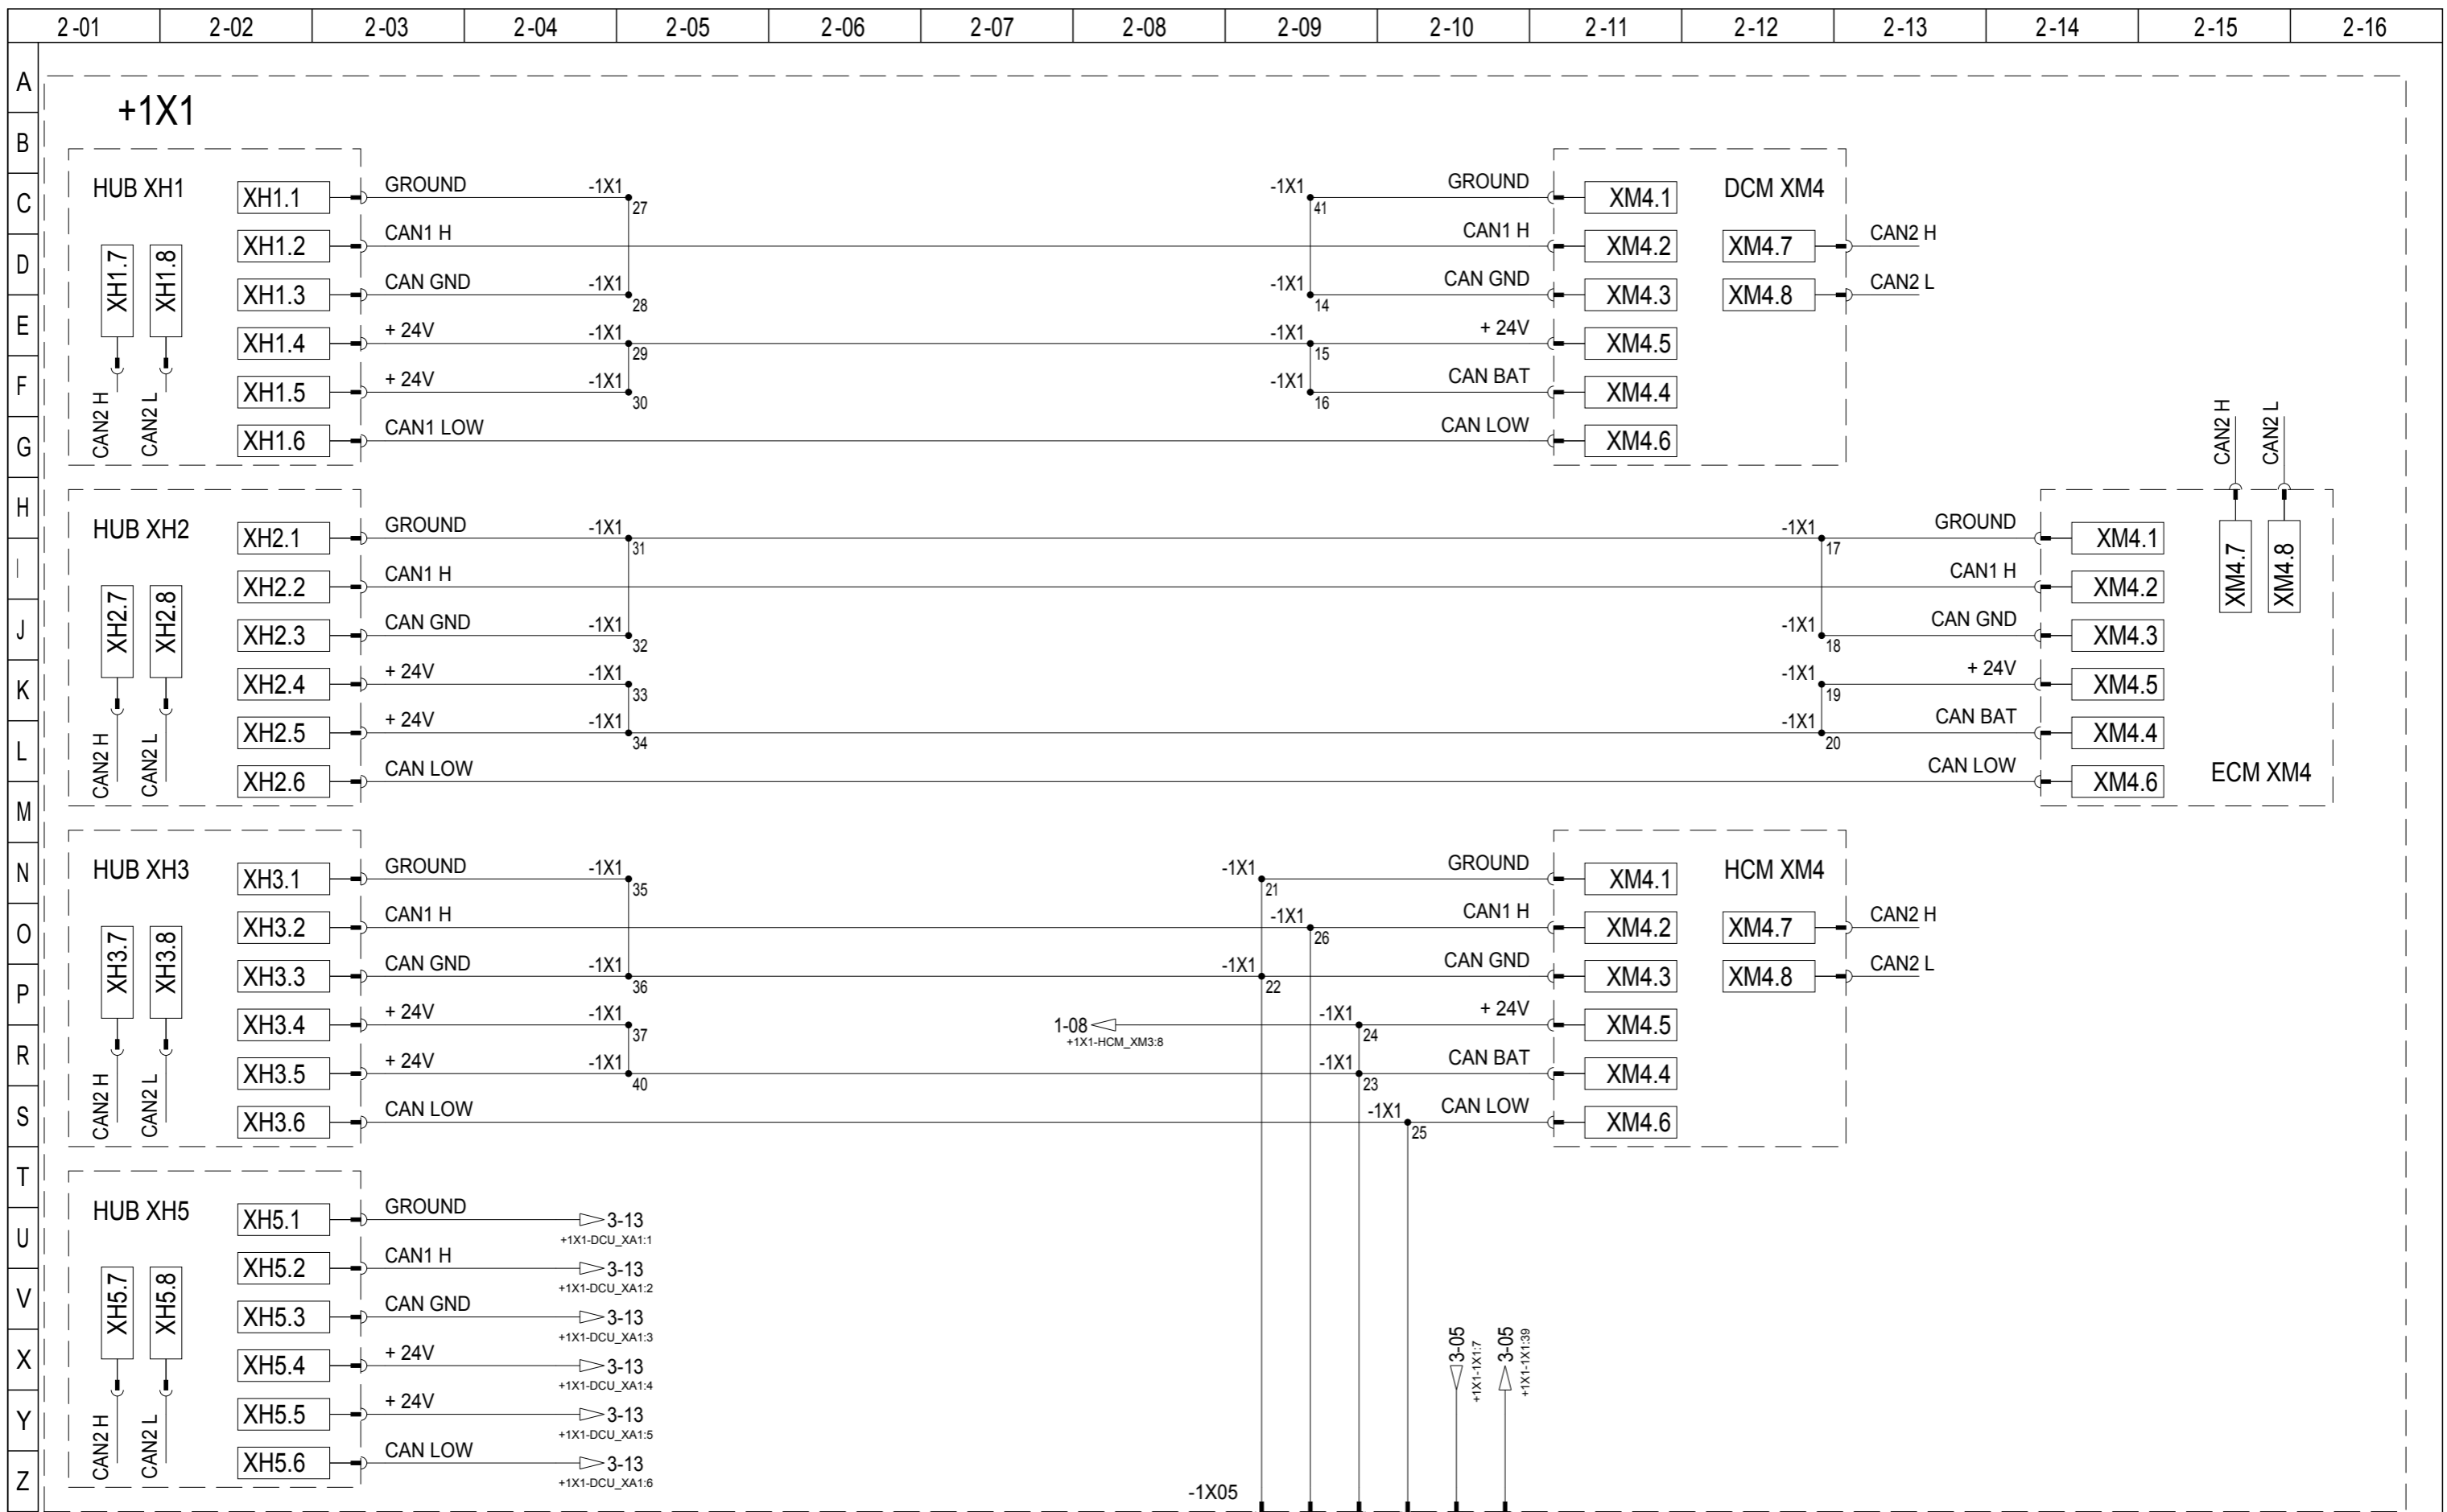 2-01 2-02 2-03 2-04 2-05 2-06 2-07 2-08 2-09 2-10 2-11 2-12 2-13 2-14 2-15 2-16
A
B
C
D
E
F
G
H
I
J
K
L
M
N
O
P
R
S
T
U
V
X
Y
Z
+1X1
HUB XH1
XH1.7
XH1.8
CAN2 H
CAN2 L
XH1.1 GROUND -1X1 27
XH1.2 CAN1 H
XH1.3 CAN GND -1X1 28
XH1.4 + 24V -1X1 29
XH1.5 + 24V -1X1 30
XH1.6 CAN1 LOW
-1X1 41 GROUND XM4.1
CAN1 H XM4.2
-1X1 14 CAN GND XM4.3
-1X1 15 + 24V XM4.5
-1X1 16 CAN BAT XM4.4
CAN LOW XM4.6
DCM XM4
XM4.7 CAN2 H
XM4.8 CAN2 L
HUB XH2
XH2.7
XH2.8
CAN2 H
CAN2 L
XH2.1 GROUND -1X1 31
XH2.2 CAN1 H
XH2.3 CAN GND -1X1 32
XH2.4 + 24V -1X1 33
XH2.5 + 24V -1X1 34
XH2.6 CAN LOW
-1X1 17 GROUND XM4.1
CAN1 H XM4.2
-1X1 18 CAN GND XM4.3
-1X1 19 + 24V XM4.5
-1X1 20 CAN BAT XM4.4
CAN LOW XM4.6
CAN2 H
CAN2 L
XM4.7
XM4.8
ECM XM4
HUB XH3
XH3.7
XH3.8
CAN2 H
CAN2 L
XH3.1 GROUND -1X1 35
XH3.2 CAN1 H
XH3.3 CAN GND -1X1 36
XH3.4 + 24V -1X1 37
XH3.5 + 24V -1X1 40
XH3.6 CAN LOW
-1X1 21 GROUND XM4.1
-1X1 26 CAN1 H XM4.2
-1X1 22 CAN GND XM4.3
1-08 -1X1 24 + 24V XM4.5
+1X1-HCM_XM3:8
-1X1 23 CAN BAT XM4.4
-1X1 25 CAN LOW XM4.6
HCM XM4
XM4.7 CAN2 H
XM4.8 CAN2 L
HUB XH5
XH5.7
XH5.8
CAN2 H
CAN2 L
XH5.1 GROUND 3-13
+1X1-DCU_XA1:1
XH5.2 CAN1 H 3-13
+1X1-DCU_XA1:2
XH5.3 CAN GND 3-13
+1X1-DCU_XA1:3
XH5.4 + 24V 3-13
+1X1-DCU_XA1:4
XH5.5 + 24V 3-13
+1X1-DCU_XA1:5
XH5.6 CAN LOW 3-13
+1X1-DCU_XA1:6
3-05
+1X1-1X1:7
3-05
+1X1-1X1:39
-1X05